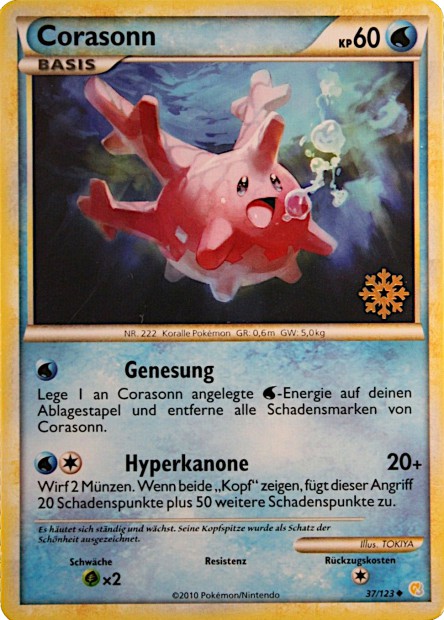 Corasonn
KP60
BASIS
NR. 222 Koralle Pokémon GR: 0,6m GW: 5,0kg
Genesung
Lege 1 an Corasonn angelegte -Energie auf deinen
Ablagestapel und entferne alle Schadensmarken von
Corasonn.
Hyperkanone 20+
Wirf 2 Münzen. Wenn beide „Kopf" zeigen, fügt dieser Angriff
20 Schadenspunkte plus 50 weitere Schadenspunkte zu.
Es häutet sich ständig und wächst. Seine Kopfspitze wurde als Schatz der
Schönheit ausgezeichnet.
Illus. TOKIYA
Schwäche Resistenz Rückzugskosten
×2
©2010 Pokémon/Nintendo 37/123